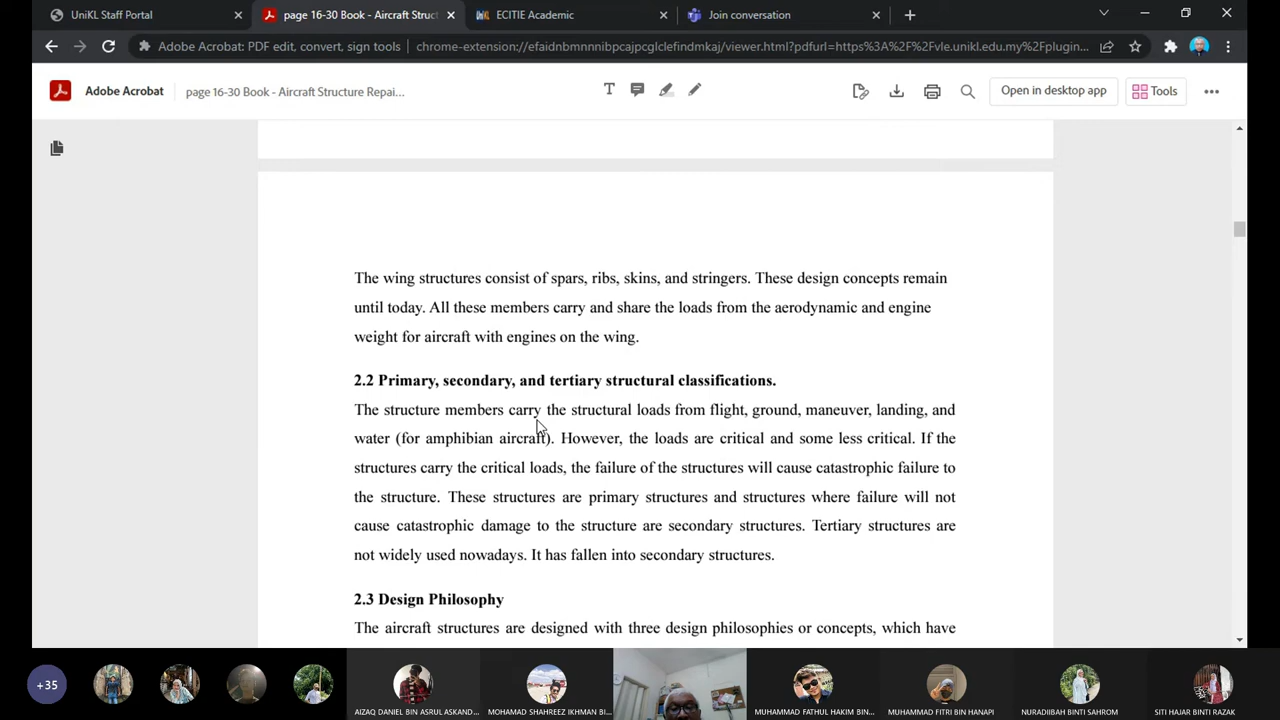 UniKL Staff Portal
page 16-30 Book - Aircraft Struct
ECITIE Academic
Join conversation
Adobe Acrobat: PDF edit, convert, sign tools
chrome-extension://efaidnbmnnnibpcajpcglclefindmkaj/viewer.html?pdfurl=https%3A%2F%2Fvle.unikl.edu.my%2Fplugin...
Adobe Acrobat
page 16-30 Book - Aircraft Structure Repai...
Open in desktop app
Tools
The wing structures consist of spars, ribs, skins, and stringers. These design concepts remain
until today. All these members carry and share the loads from the aerodynamic and engine
weight for aircraft with engines on the wing.
2.2 Primary, secondary, and tertiary structural classifications.
The structure members carry the structural loads from flight, ground, maneuver, landing, and
water (for amphibian aircraft). However, the loads are critical and some less critical. If the
structures carry the critical loads, the failure of the structures will cause catastrophic failure to
the structure. These structures are primary structures and structures where failure will not
cause catastrophic damage to the structure are secondary structures. Tertiary structures are
not widely used nowadays. It has fallen into secondary structures.
2.3 Design Philosophy
The aircraft structures are designed with three design philosophies or concepts, which have
+35
AIZAQ DANIEL BIN ASRUL ASKAND...
MOHAMAD SHAHREEZ IKHMAN BI...
MUHAMMAD FATHUL HAKIM BIN...
MUHAMMAD FITRI BIN HANAPI
NURADIIBAH BINTI SAHROM
SITI HAJAR BINTI RAZAK